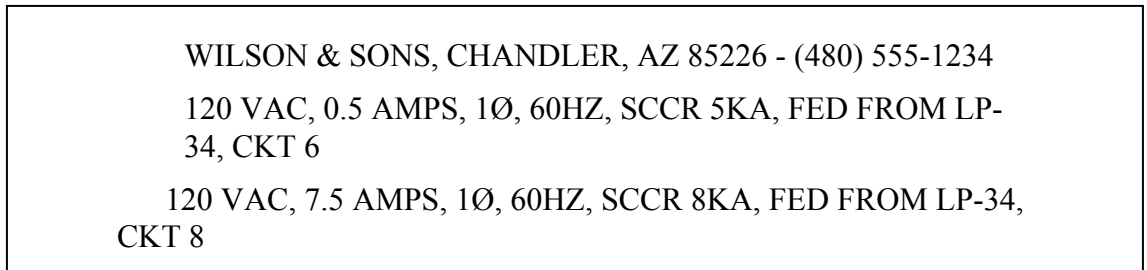 WILSON & SONS, CHANDLER, AZ 85226 - (480) 555-1234
120 VAC, 0.5 AMPS, 1Ø, 60HZ, SCCR 5KA, FED FROM LP-
34, CKT 6
120 VAC, 7.5 AMPS, 1Ø, 60HZ, SCCR 8KA, FED FROM LP-34,
CKT 8